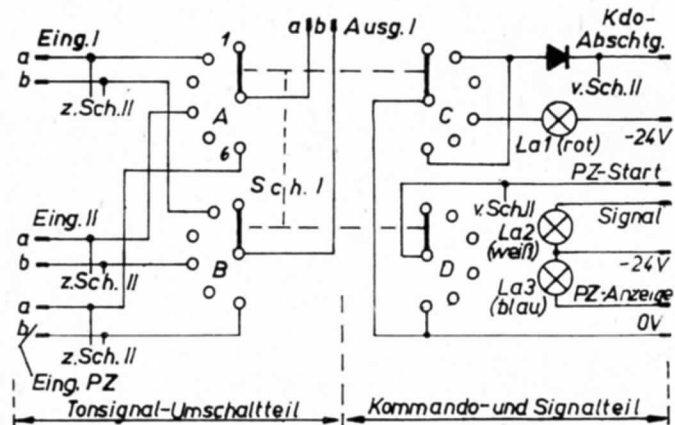 Eing. I
a
b
z.Sch.II
1
A
6
a b Ausg. I
Sch. I
Eing. II
a
b
z.Sch. II
B
a
b
z.Sch. II
Eing. PZ
Kdo-
Abschtg.
v.Sch.II
C
La1 (rot)
-24V
PZ-Start
v.Sch.II
Signal
La2
(weiß)
-24V
D
La3
(blau)
PZ-Anzeige
0V
Tonsignal-Umschaltteil
Kommando- und Signalteil